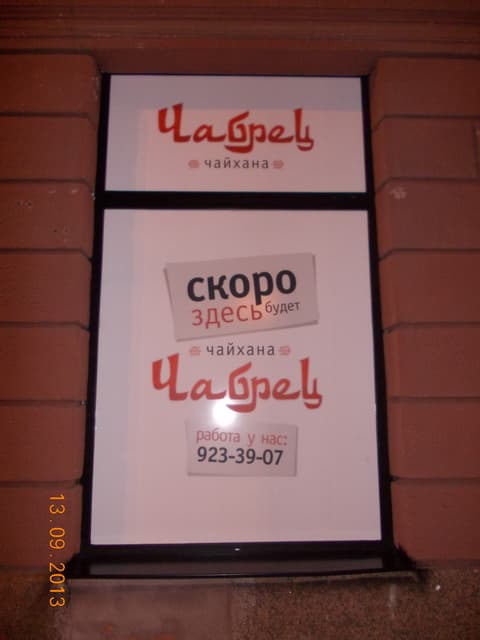 Чабрец
чайхана
скоро
здесь будет
чайхана
Чабрец
работа у нас:
923-39-07
13.09.2013